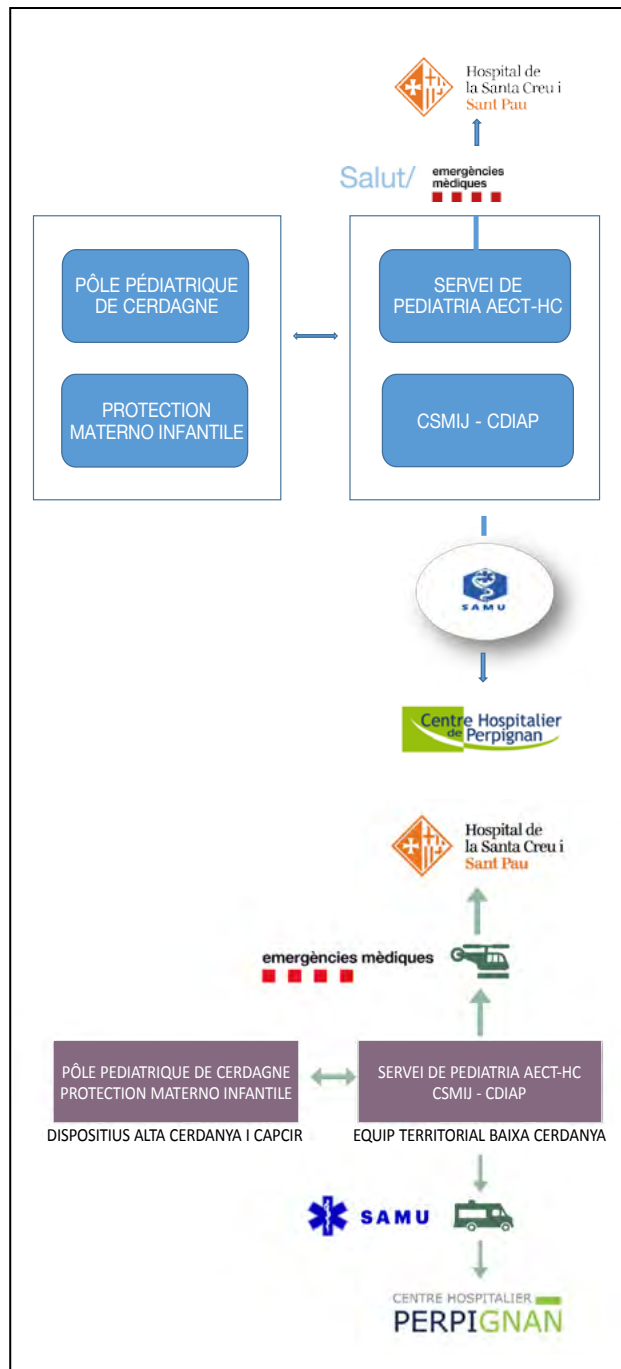 Hospital de
la Santa Creu i
Sant Pau
Salut/
emergències
mèdiques
PÔLE PÉDIATRIQUE
DE CERDAGNE
SERVEI DE
PEDIATRIA AECT-HC
PROTECTION
MATERNO INFANTILE
CSMIJ - CDIAP
SAMU
Centre Hospitalier
de Perpignan
Hospital de
la Santa Creu i
Sant Pau
emergències mèdiques
PÔLE PEDIATRIQUE DE CERDAGNE
PROTECTION MATERNO INFANTILE
SERVEI DE PEDIATRIA AECT-HC
CSMIJ - CDIAP
DISPOSITIUS ALTA CERDANYA I CAPCIR
EQUIP TERRITORIAL BAIXA CERDANYA
SAMU
CENTRE HOSPITALIER
PERPIGNAN